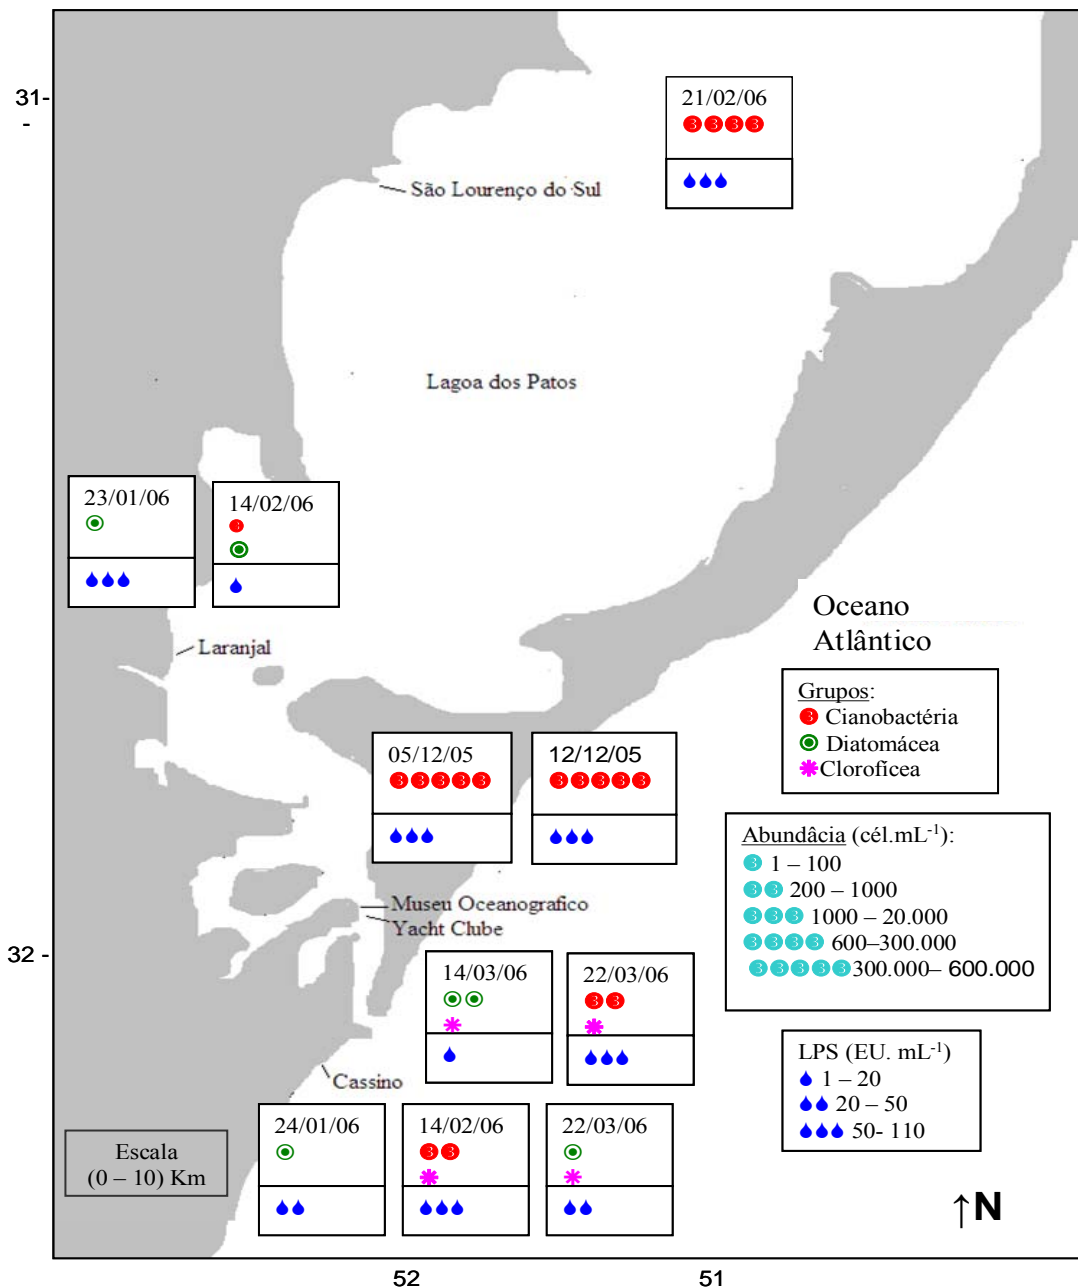 31-
-
21/02/06
São Lourenço do Sul
Lagoa dos Patos
23/01/06
14/02/06
Laranjal
Oceano
Atlântico
Grupos:
Cianobactéria
Diatomácea
Clorofícea
05/12/05
12/12/05
Abundâcia (cél.mL⁻¹):
1 – 100
200 – 1000
1000 – 20.000
600–300.000
300.000– 600.000
Museu Oceanografico
Yacht Clube
32 -
14/03/06
22/03/06
LPS (EU. mL⁻¹)
1 – 20
20 – 50
50- 110
Cassino
24/01/06
14/02/06
22/03/06
Escala
(0 – 10) Km
↑N
52
51